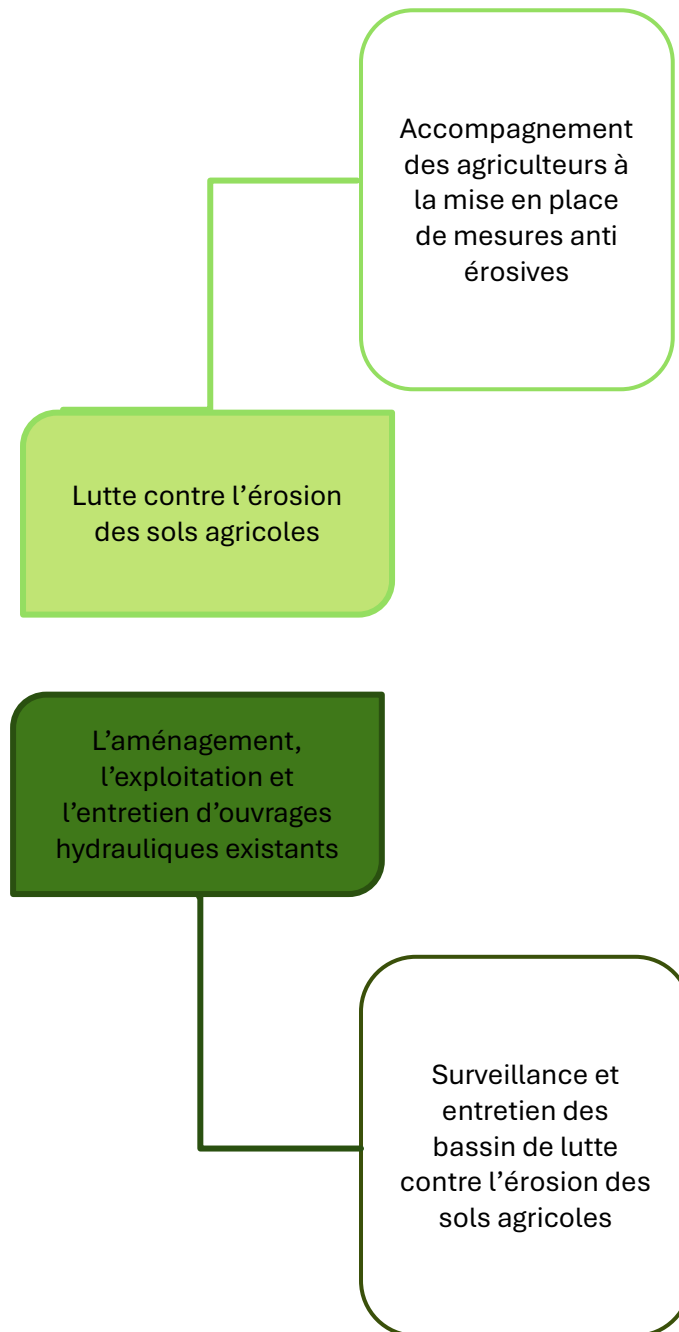 Accompagnement
des agriculteurs à
la mise en place
de mesures anti
érosives
Lutte contre l’érosion
des sols agricoles
L’aménagement,
l’exploitation et
l’entretien d’ouvrages
hydrauliques existants
Surveillance et
entretien des
bassin de lutte
contre l’érosion des
sols agricoles